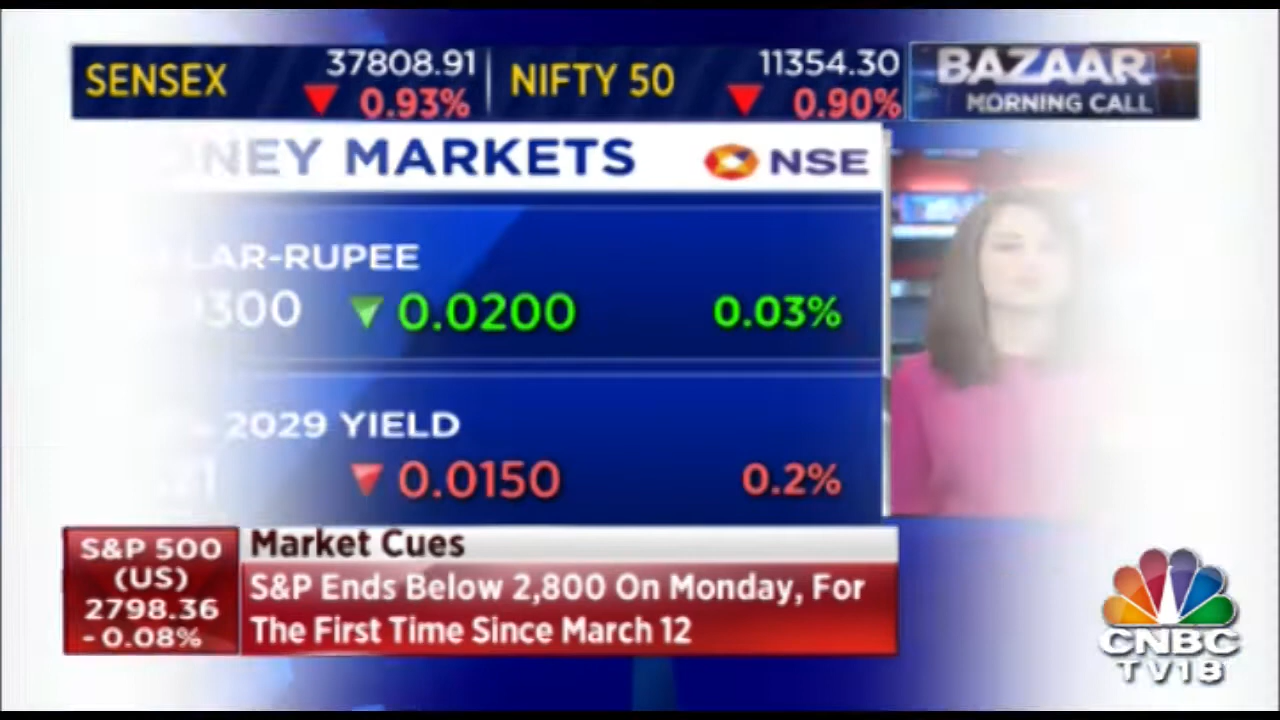 SENSEX 37808.91 ▼ 0.93%
NIFTY 50 11354.30 ▼ 0.90%
BAZAAR
MORNING CALL
MARKETS NSE
▼ 0.0200 0.03%
2029 YIELD
▼ 0.0150 0.2%
S&P 500
(US)
2798.36
-0.08%
Market Cues
S&P Ends Below 2,800 On Monday, For
The First Time Since March 12
CNBC
TV18